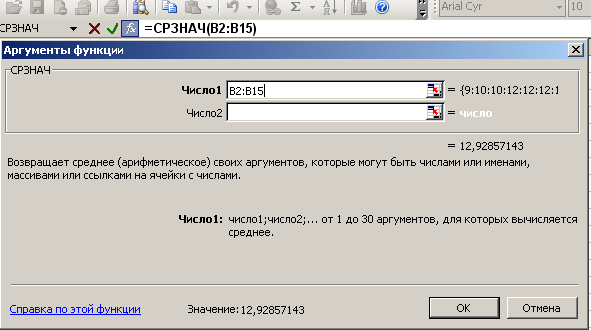 Arial Cyr 10
СРЗНАЧ =СРЗНАЧ(B2:B15)
Аргументы функции
СРЗНАЧ
Число1 B2:B15 = {9:10:10:12:12:12:1
Число2 = число
= 12,92857143
Возвращает среднее (арифметическое) своих аргументов, которые могут быть числами или именами,
массивами или ссылками на ячейки с числами.
Число1: число1;число2;... от 1 до 30 аргументов, для которых вычисляется
среднее.
Справка по этой функции Значение: 12,92857143 ОК Отмена